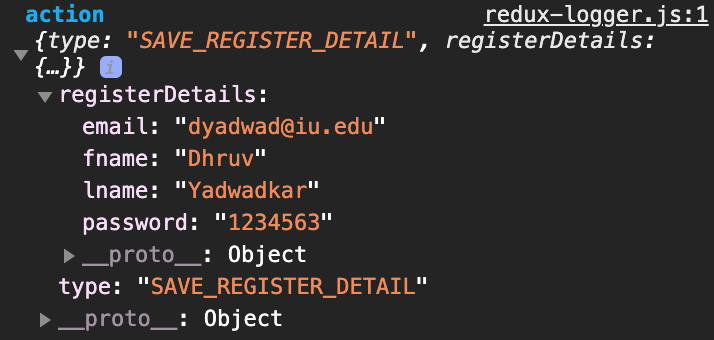 action redux-logger.js:1
{type: "SAVE_REGISTER_DETAIL", registerDetails:
{…}} i
registerDetails:
email: "dyadwad@iu.edu"
fname: "Dhruv"
lname: "Yadwadkar"
password: "1234563"
__proto__: Object
type: "SAVE_REGISTER_DETAIL"
__proto__: Object